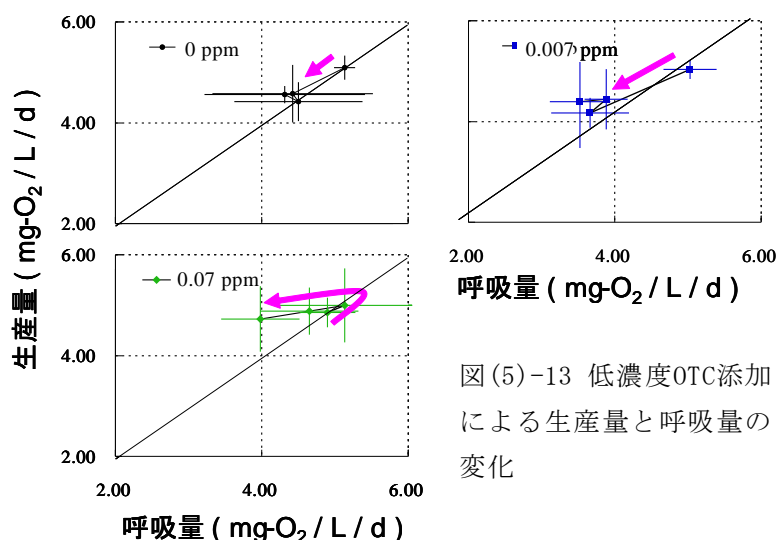 6.00
0 ppm
4.00
2.00
0.007 ppm
2.00
4.00
6.00
呼吸量 ( mg-O₂ / L / d )
生産量 ( mg-O₂ / L / d )
6.00
0.07 ppm
4.00
2.00
2.00
4.00
6.00
呼吸量 ( mg-O₂ / L / d )
図(5)-13 低濃度OTC添加
による生産量と呼吸量の
変化